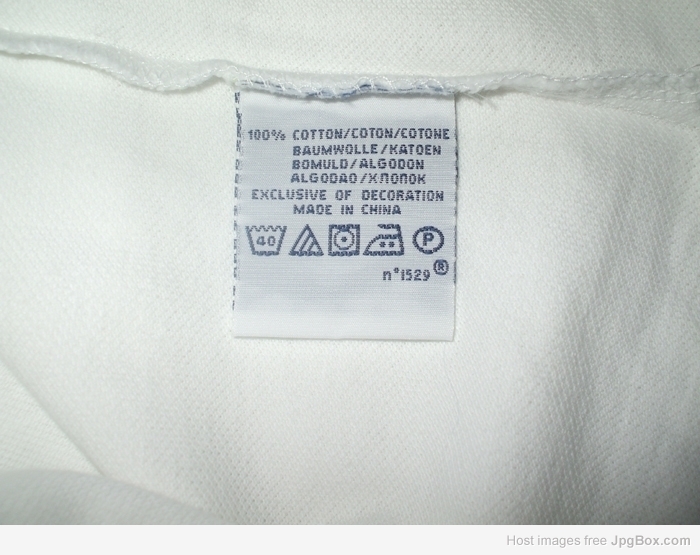 100% COTTON/COTON/COTONE
BAUMWOLLE/KATOEN
BOMULD/ALGODON
ALGODAO/ХЛОПОК
EXCLUSIVE OF DECORATION
MADE IN CHINA
40 P
n°1529®
Host images free JpgBox.com